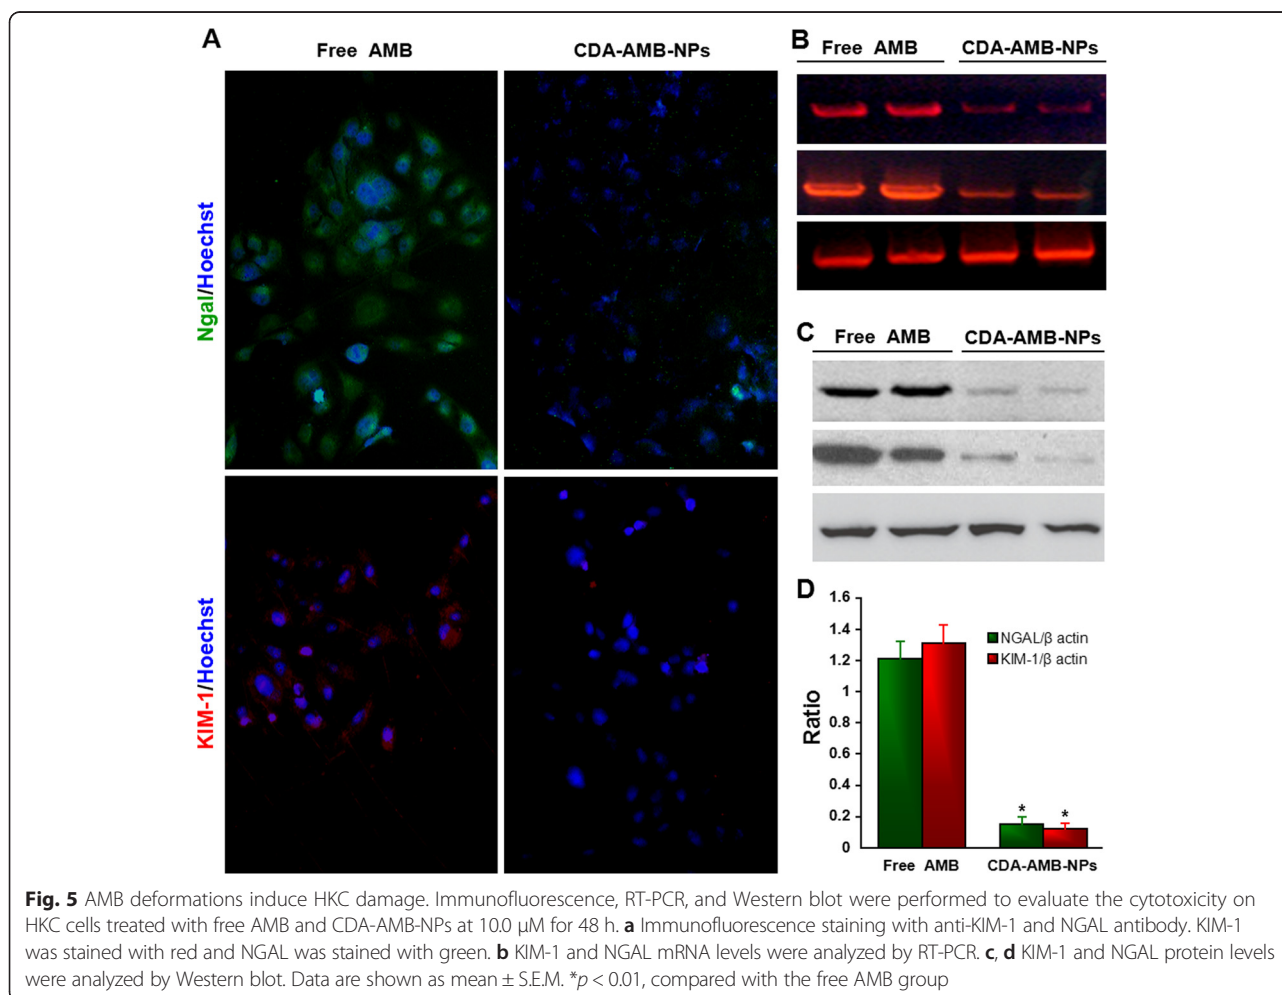 A
Free AMB
CDA-AMB-NPs
Ngal/Hoechst
KIM-1/Hoechst
B
Free AMB
CDA-AMB-NPs
C
Free AMB
CDA-AMB-NPs
D
1.6
1.4
1.2
1
0.8
0.6
0.4
0.2
0
Ratio
NGAL/β actin
KIM-1/β actin
*
*
Free AMB
CDA-AMB-NPs
Fig. 5 AMB deformations induce HKC damage. Immunofluorescence, RT-PCR, and Western blot were performed to evaluate the cytotoxicity on
HKC cells treated with free AMB and CDA-AMB-NPs at 10.0 μM for 48 h. a Immunofluorescence staining with anti-KIM-1 and NGAL antibody. KIM-1
was stained with red and NGAL was stained with green. b KIM-1 and NGAL mRNA levels were analyzed by RT-PCR. c, d KIM-1 and NGAL protein levels
were analyzed by Western blot. Data are shown as mean ± S.E.M. *p < 0.01, compared with the free AMB group